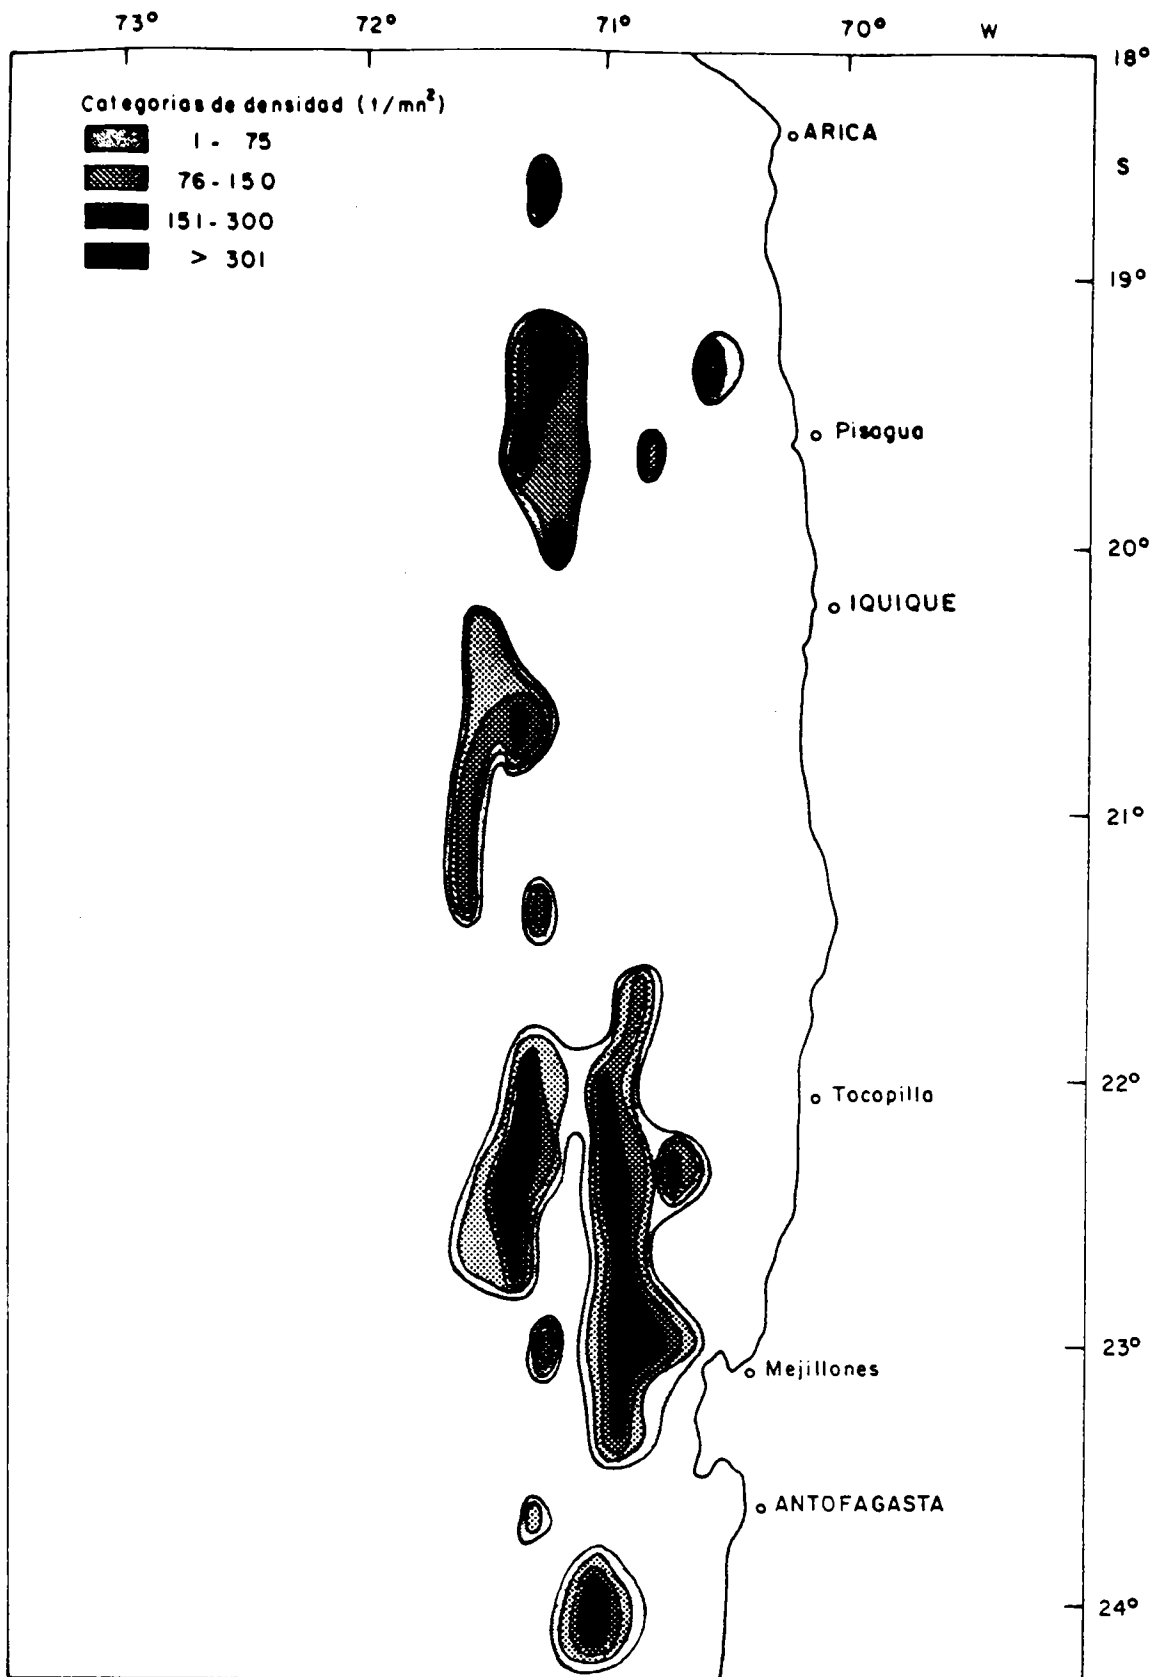 73° 72° 71° 70° W
18°
Categorias de densidad (t/mn²)
1 - 75
76-150
151-300
> 301
ARICA
S
19°
Pisagua
20°
IQUIQUE
21°
22°
Tocopilla
23°
Mejillones
ANTOFAGASTA
24°